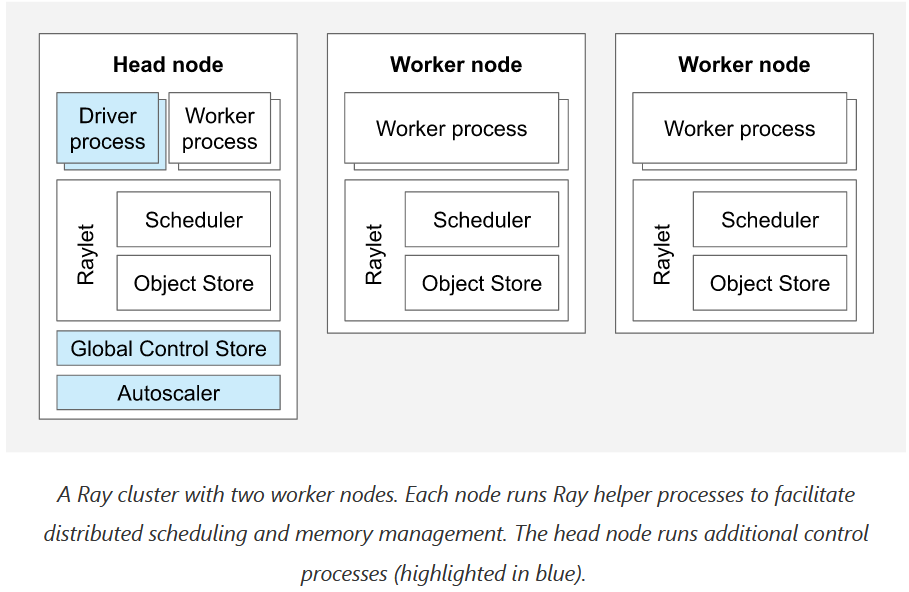 Head node
Driver
process
Worker
process
Raylet
Scheduler
Object Store
Global Control Store
Autoscaler
Worker node
Worker process
Raylet
Scheduler
Object Store
Worker node
Worker process
Raylet
Scheduler
Object Store
A Ray cluster with two worker nodes. Each node runs Ray helper processes to facilitate
distributed scheduling and memory management. The head node runs additional control
processes (highlighted in blue).